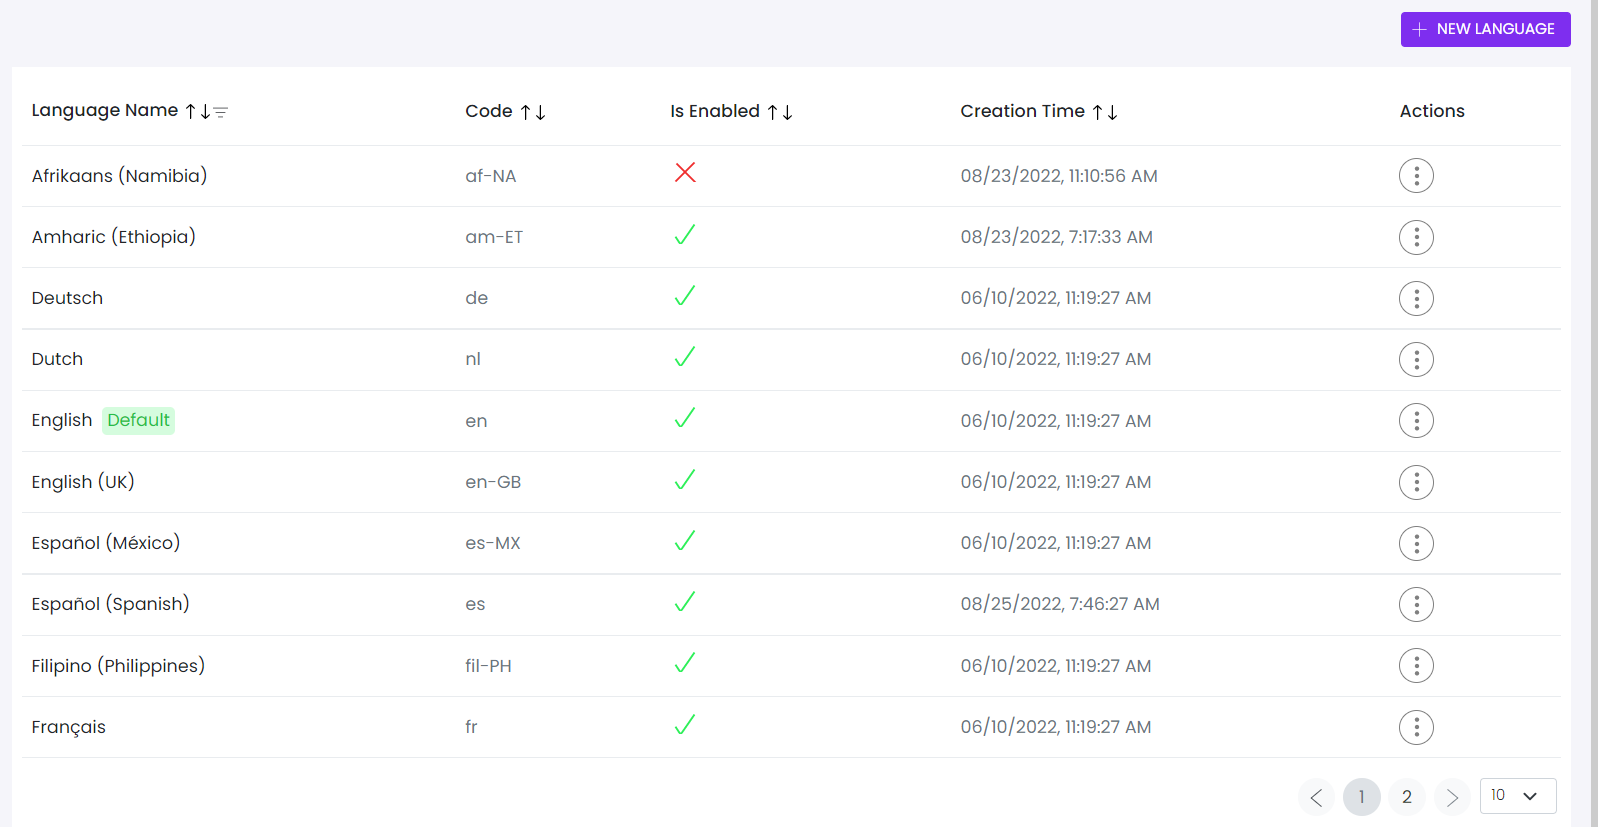 NEW LANGUAGE
Language Name Code Is Enabled Creation Time Actions
Afrikaans (Namibia) af-NA 08/23/2022, 11:10:56 AM
Amharic (Ethiopia) am-ET 08/23/2022, 7:17:33 AM
Deutsch de 06/10/2022, 11:19:27 AM
Dutch nl 06/10/2022, 11:19:27 AM
English Default en 06/10/2022, 11:19:27 AM
English (UK) en-GB 06/10/2022, 11:19:27 AM
Español (México) es-MX 06/10/2022, 11:19:27 AM
Español (Spanish) es 08/25/2022, 7:46:27 AM
Filipino (Philippines) fil-PH 06/10/2022, 11:19:27 AM
Français fr 06/10/2022, 11:19:27 AM
1 2 10